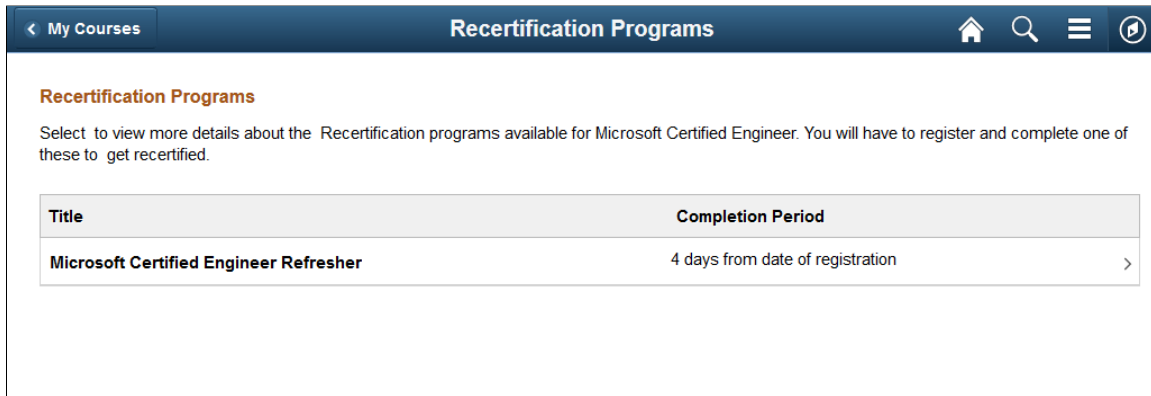 My Courses
Recertification Programs
Recertification Programs
Select  to view more details about the  Recertification programs available for Microsoft Certified Engineer. You will have to register and complete one of
these to  get recertified.
Title Completion Period
Microsoft Certified Engineer Refresher 4 days from date of registration